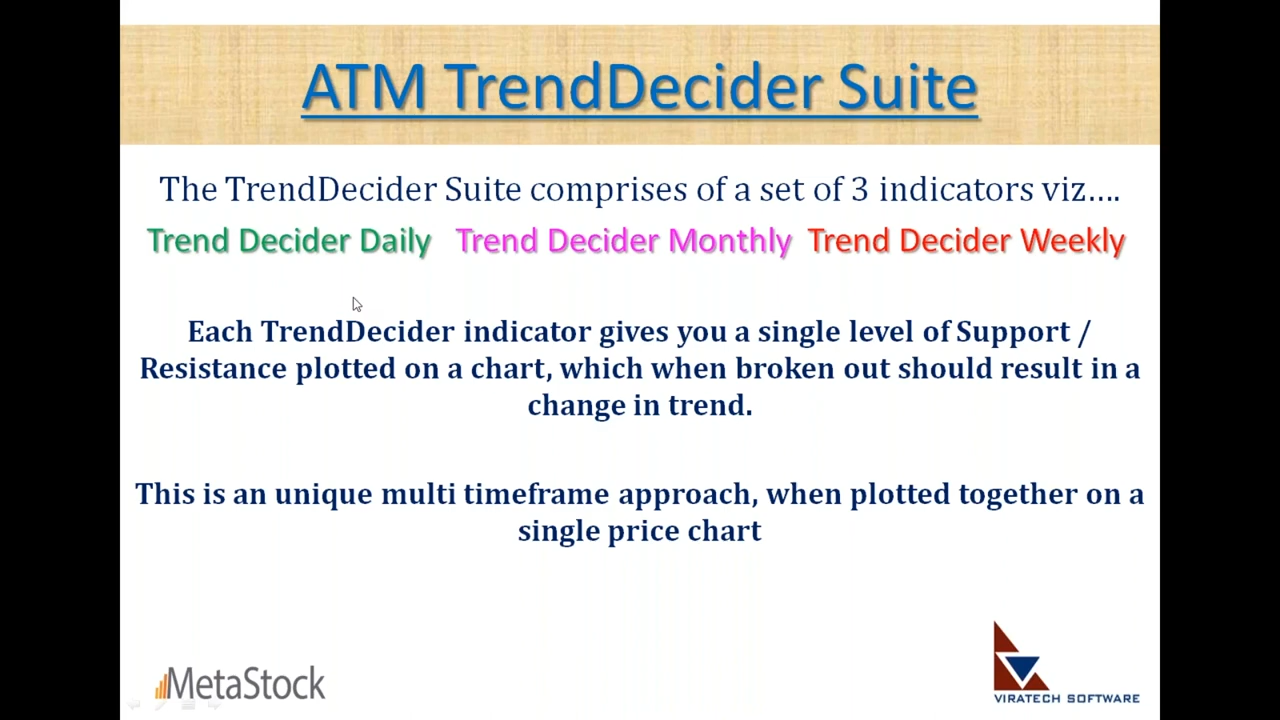 ATM TrendDecider Suite
The TrendDecider Suite comprises of a set of 3 indicators viz....
Trend Decider Daily Trend Decider Monthly Trend Decider Weekly
Each TrendDecider indicator gives you a single level of Support /
Resistance plotted on a chart, which when broken out should result in a
change in trend.
This is an unique multi timeframe approach, when plotted together on a
single price chart
MetaStock
VIRATECH SOFTWARE